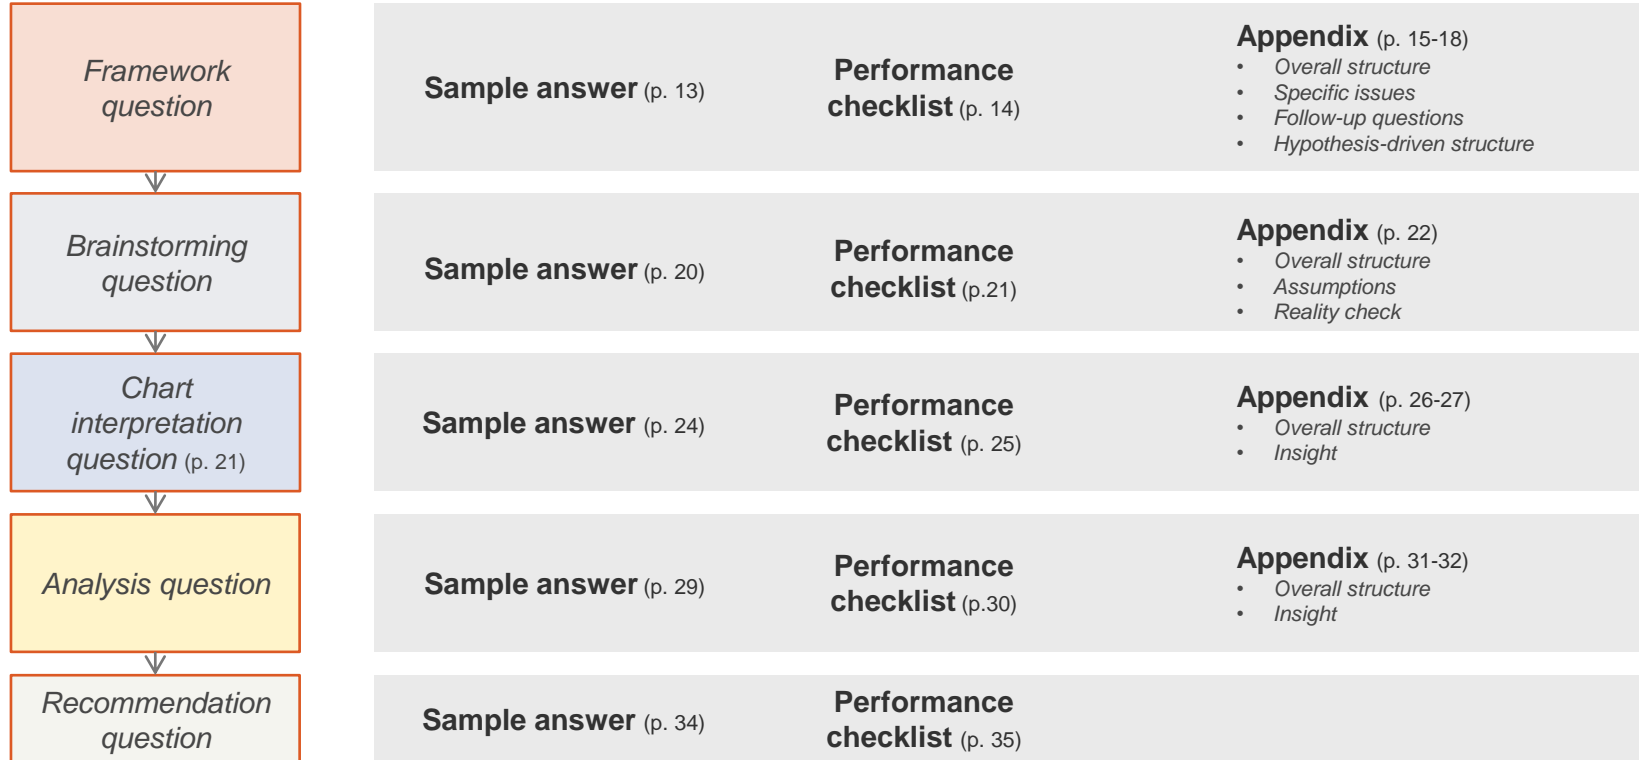 Framework
question
Sample answer (p. 13)
Performance
checklist (p. 14)
Appendix (p. 15-18)
• Overall structure
• Specific issues
• Follow-up questions
• Hypothesis-driven structure
Brainstorming
question
Sample answer (p. 20)
Performance
checklist (p.21)
Appendix (p. 22)
• Overall structure
• Assumptions
• Reality check
Chart
interpretation
question (p. 21)
Sample answer (p. 24)
Performance
checklist (p. 25)
Appendix (p. 26-27)
• Overall structure
• Insight
Analysis question
Sample answer (p. 29)
Performance
checklist (p.30)
Appendix (p. 31-32)
• Overall structure
• Insight
Recommendation
question
Sample answer (p. 34)
Performance
checklist (p. 35)